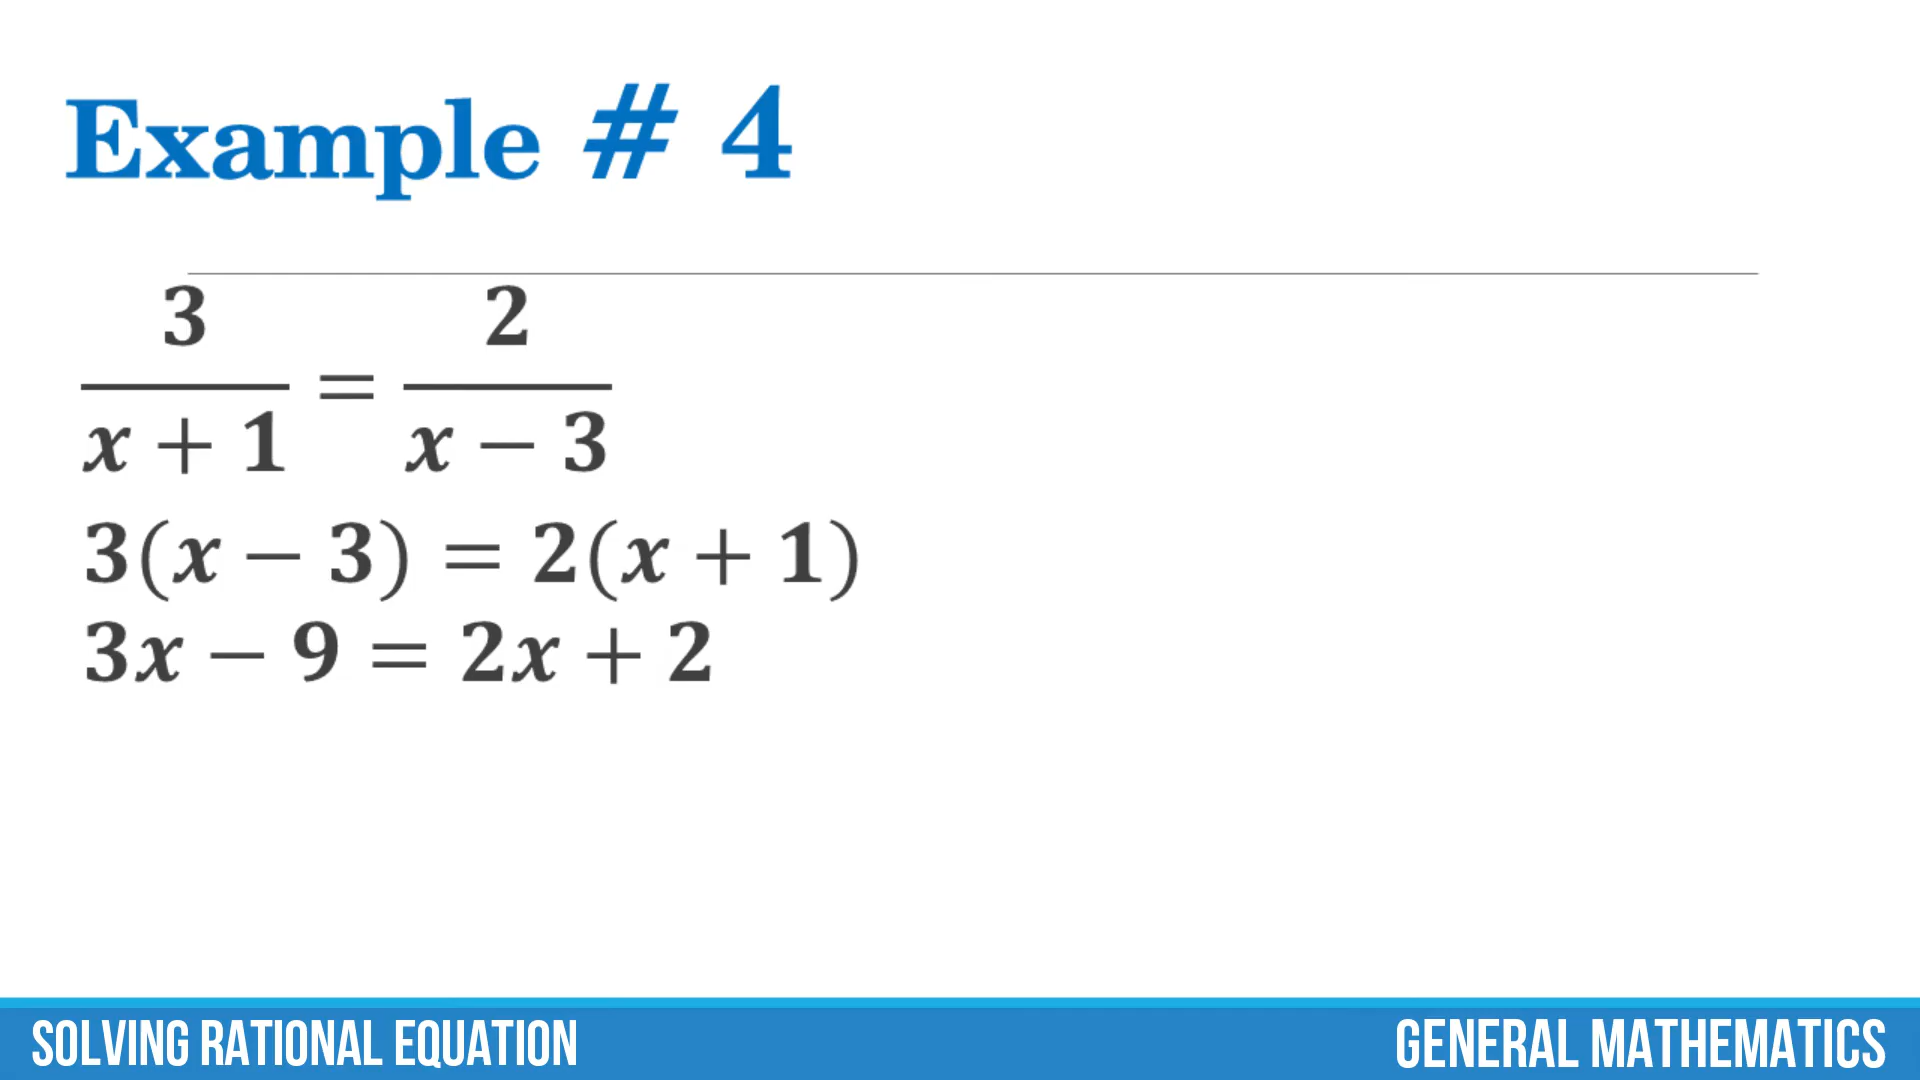 Example # 4
3/(x + 1) = 2/(x − 3)
3(x − 3) = 2(x + 1)
3x − 9 = 2x + 2
SOLVING RATIONAL EQUATION
GENERAL MATHEMATICS